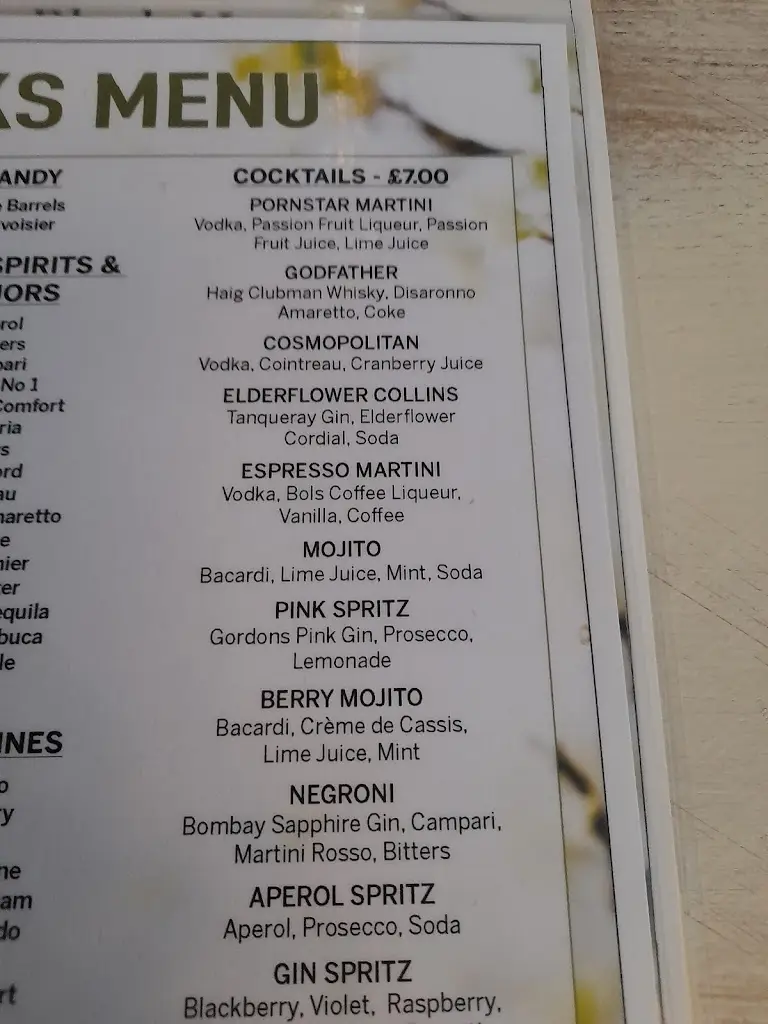 KS MENU
ANDY
Barrels
voisier
SPIRITS &
JORS
rol
ers
pari
No 1
Comfort
ria
s
ord
au
naretto
e
nier
er
equila
buca
le
INES
o
ry
ne
am
do
rt
COCKTAILS - £7.00
PORNSTAR MARTINI
Vodka, Passion Fruit Liqueur, Passion
Fruit Juice, Lime Juice
GODFATHER
Haig Clubman Whisky, Disaronno
Amaretto, Coke
COSMOPOLITAN
Vodka, Cointreau, Cranberry Juice
ELDERFLOWER COLLINS
Tanqueray Gin, Elderflower
Cordial, Soda
ESPRESSO MARTINI
Vodka, Bols Coffee Liqueur,
Vanilla, Coffee
MOJITO
Bacardi, Lime Juice, Mint, Soda
PINK SPRITZ
Gordons Pink Gin, Prosecco,
Lemonade
BERRY MOJITO
Bacardi, Crème de Cassis,
Lime Juice, Mint
NEGRONI
Bombay Sapphire Gin, Campari,
Martini Rosso, Bitters
APEROL SPRITZ
Aperol, Prosecco, Soda
GIN SPRITZ
Blackberry, Violet, Raspberry,